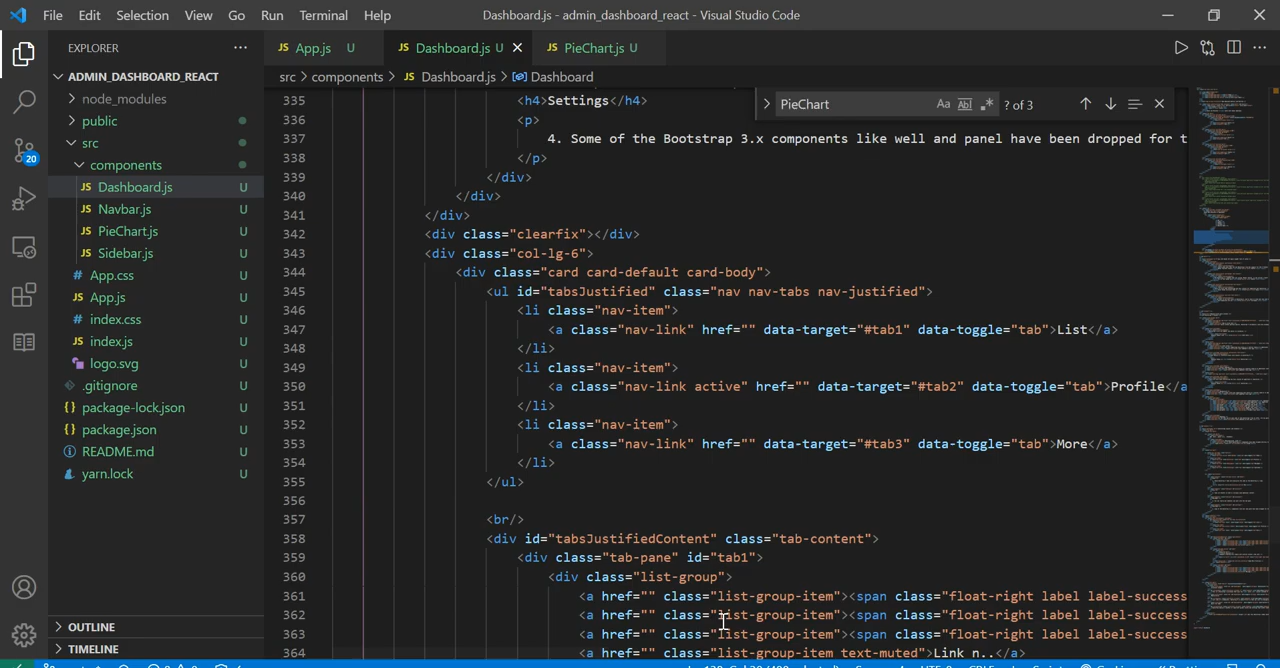 File Edit Selection View Go Run Terminal Help Dashboard.js - admin_dashboard_react - Visual Studio Code
EXPLORER
App.js U
Dashboard.js U
PieChart.js U
ADMIN_DASHBOARD_REACT
node_modules
public
src
components
Dashboard.js U
Navbar.js U
PieChart.js U
Sidebar.js U
App.css U
App.js U
index.css U
index.js U
logo.svg U
.gitignore U
package-lock.json U
package.json U
README.md U
yarn.lock U
OUTLINE
TIMELINE
20
src > components > JS Dashboard.js > Dashboard
PieChart Aa Ab ? of 3
335 <h4>Settings</h4>
336 <p>
337 4. Some of the Bootstrap 3.x components like well and panel have been dropped for t
338 </p>
339 </div>
340 </div>
341 </div>
342 <div class="clearfix"></div>
343 <div class="col-lg-6">
344 <div class="card card-default card-body">
345 <ul id="tabsJustified" class="nav nav-tabs nav-justified">
346 <li class="nav-item">
347 <a class="nav-link" href="" data-target="#tab1" data-toggle="tab">List</a>
348 </li>
349 <li class="nav-item">
350 <a class="nav-link active" href="" data-target="#tab2" data-toggle="tab">Profile</a
351 </li>
352 <li class="nav-item">
353 <a class="nav-link" href="" data-target="#tab3" data-toggle="tab">More</a>
354 </li>
355 </ul>
356
357 <br/>
358 <div id="tabsJustifiedContent" class="tab-content">
359 <div class="tab-pane" id="tab1">
360 <div class="list-group">
361 <a href="" class="list-group-item"><span class="float-right label label-success
362 <a href="" class="list-group-item"><span class="float-right label label-success
363 <a href="" class="list-group-item"><span class="float-right label label-success
364 <a href="" class="list-group-item text-muted">Link n..</a>